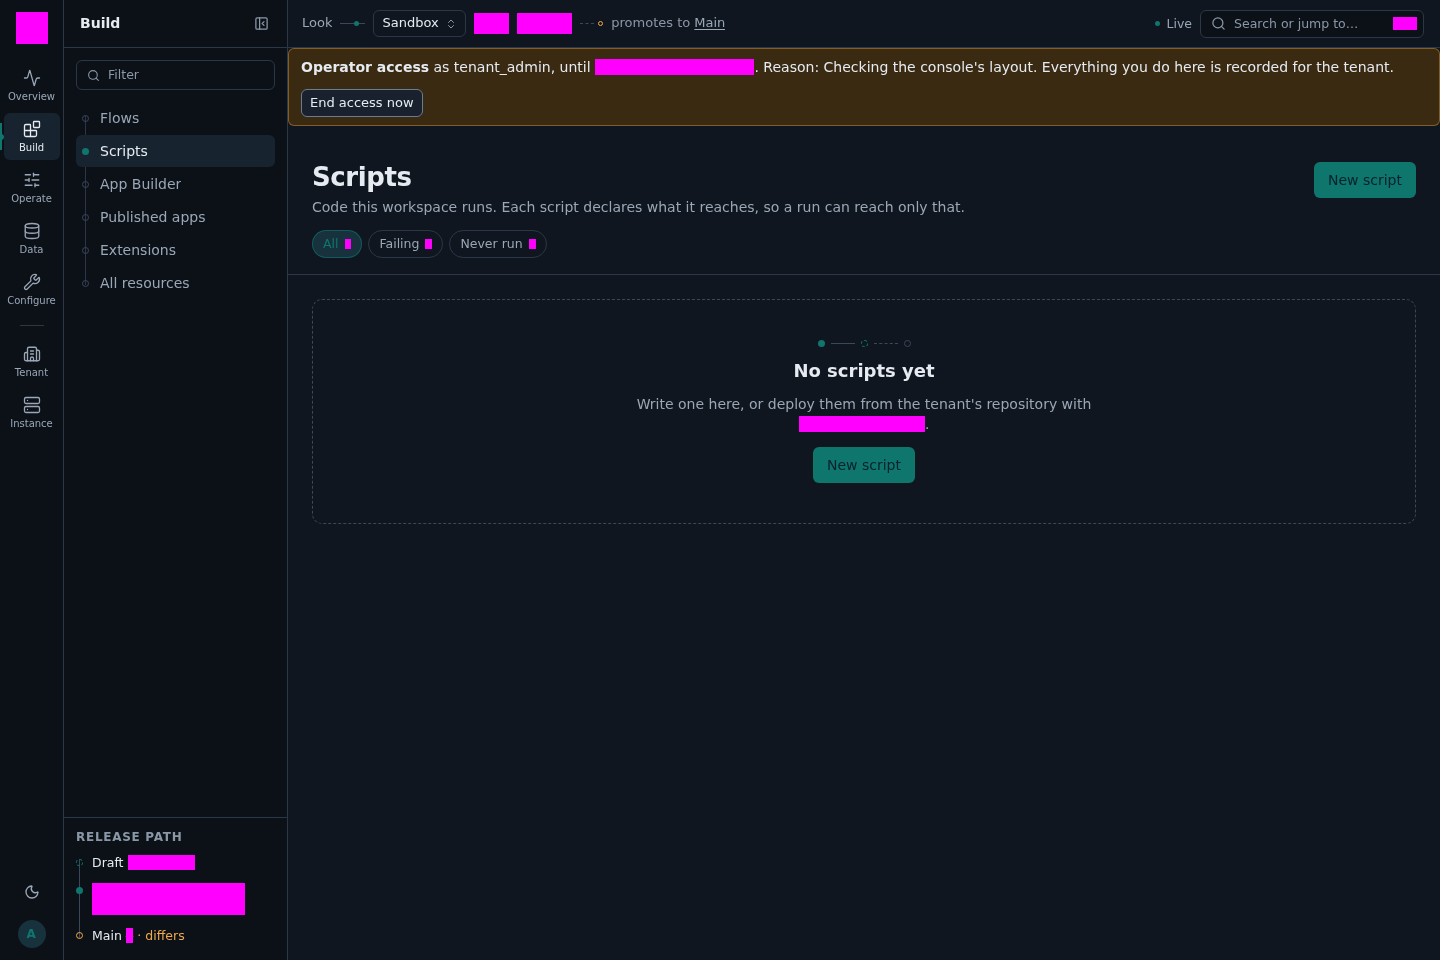 Build
Look
Sandbox
promotes to Main
Live
Search or jump to...
Operator access as tenant_admin, until . Reason: Checking the console's layout. Everything you do here is recorded for the tenant.
End access now
Overview
Build
Operate
Data
Configure
Tenant
Instance
A
Filter
Flows
Scripts
App Builder
Published apps
Extensions
All resources
RELEASE PATH
Draft
Main · differs
Scripts
New script
Code this workspace runs. Each script declares what it reaches, so a run can reach only that.
All
Failing
Never run
No scripts yet
Write one here, or deploy them from the tenant's repository with
.
New script